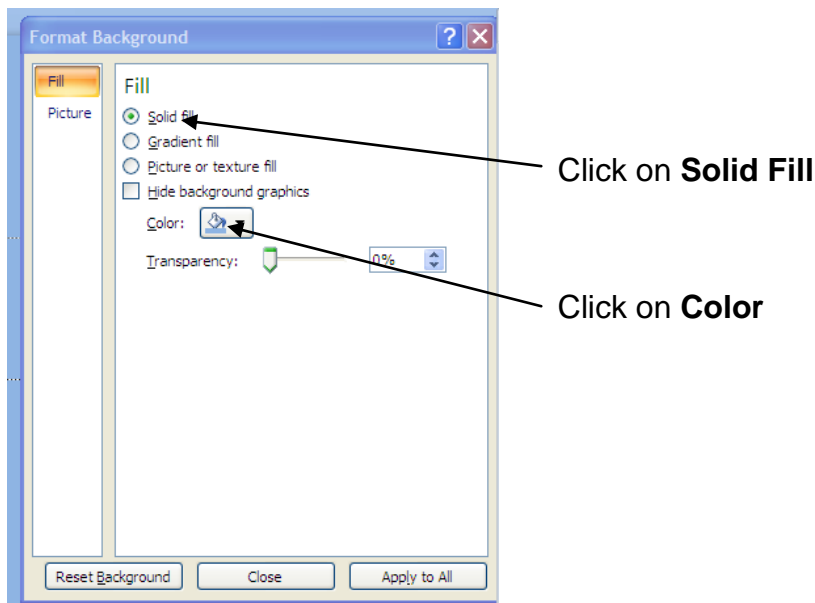 Format Background
Fill
Picture
Fill
Solid fill
Gradient fill
Picture or texture fill
Hide background graphics
Color:
Transparency:
0%
Click on Solid Fill
Click on Color
Reset Background
Close
Apply to All